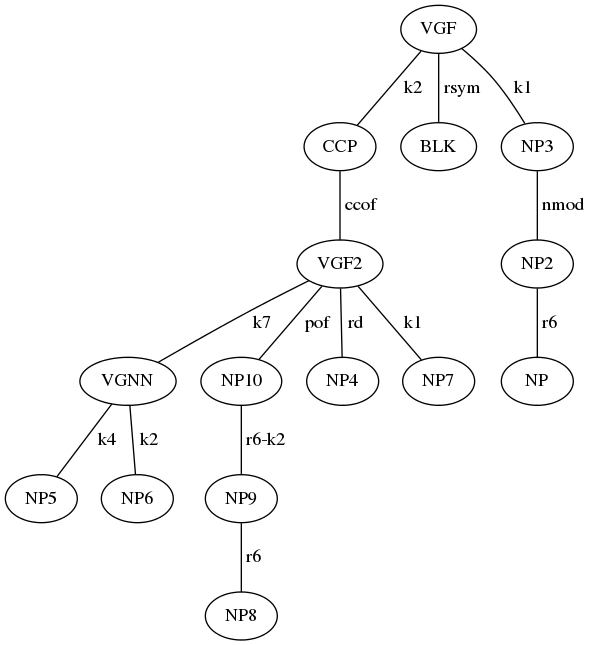 VGF
k2 rsym k1
CCP BLK NP3
ccof nmod
VGF2 NP2
k7 pof rd k1 r6
VGNN NP10 NP4 NP7 NP
k4 k2 r6-k2
NP5 NP6 NP9
r6
NP8